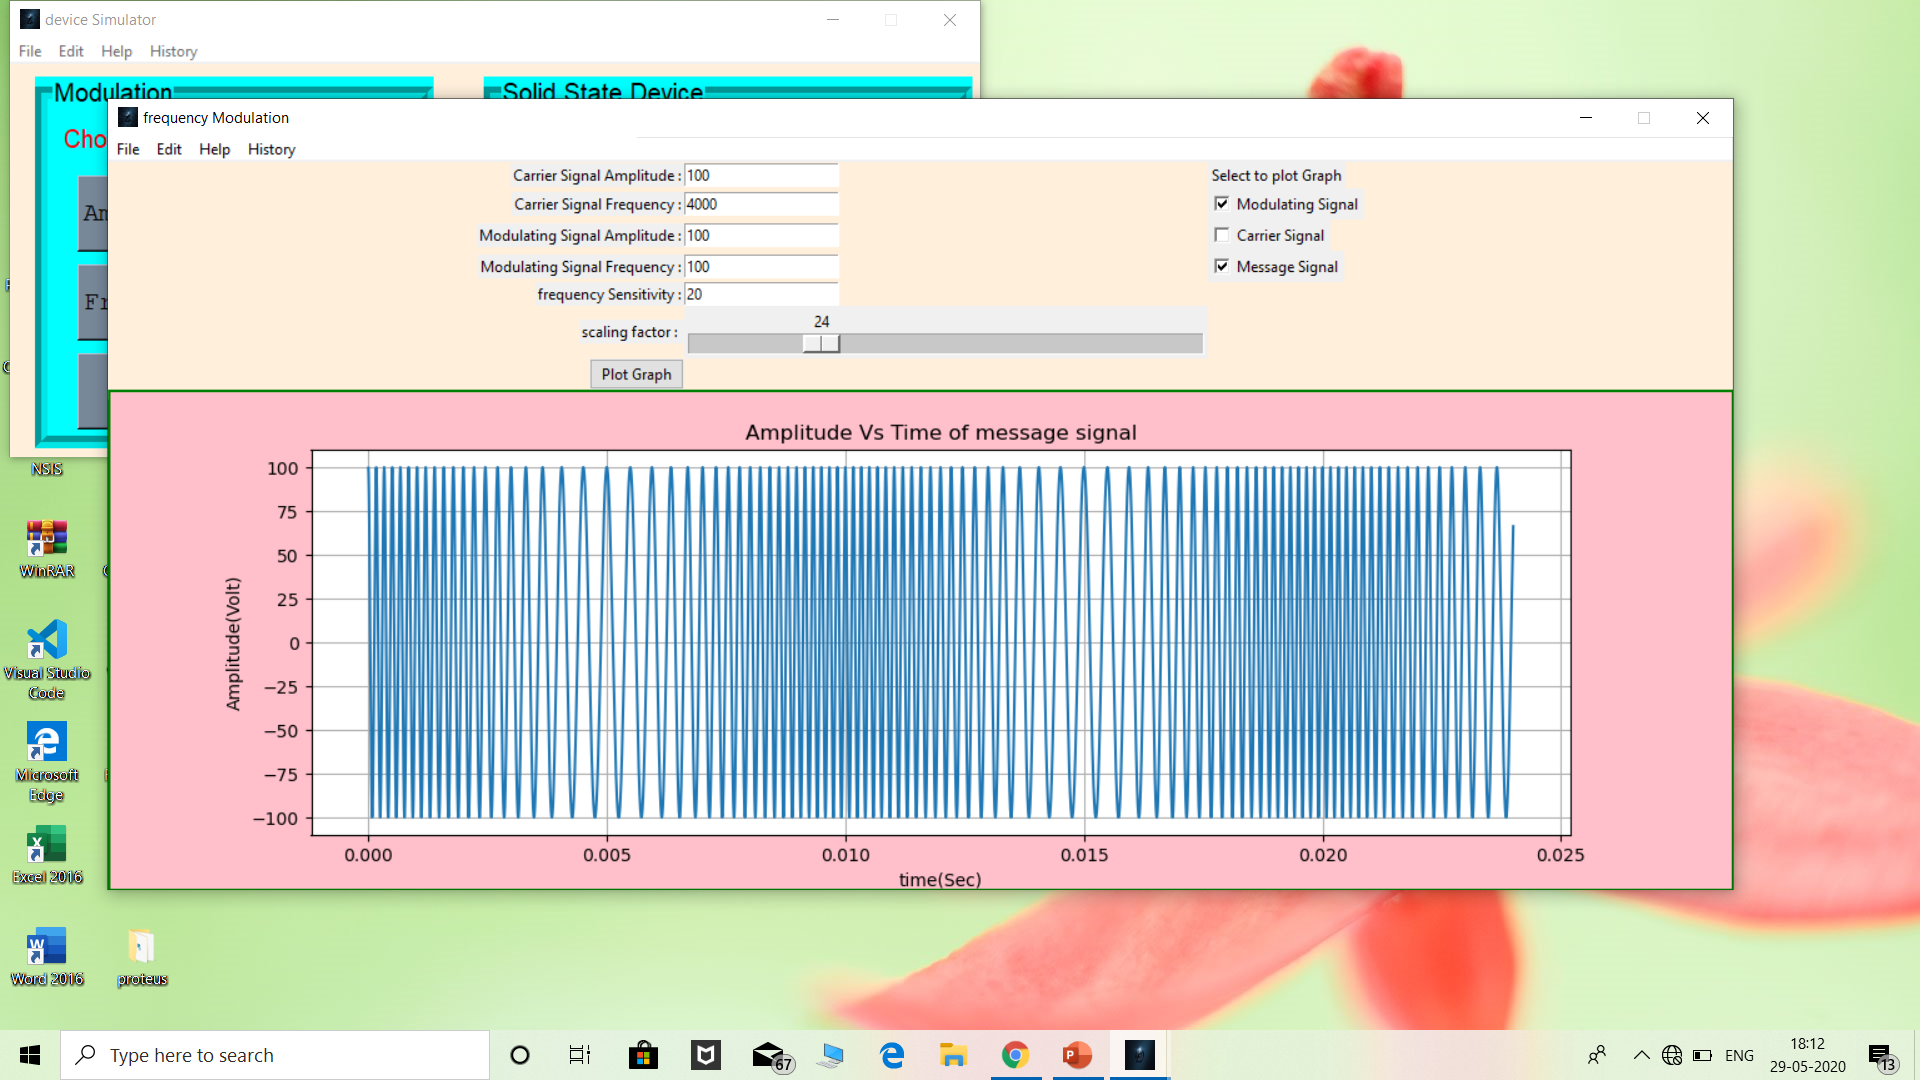 device Simulator
File Edit Help History
Modulation
Solid State Device
frequency Modulation
File Edit Help History
Carrier Signal Amplitude : 100
Select to plot Graph
Carrier Signal Frequency : 4000
Modulating Signal
Modulating Signal Amplitude : 100
Carrier Signal
Modulating Signal Frequency : 100
Message Signal
frequency Sensitivity : 20
24
scaling factor :
Plot Graph
Amplitude Vs Time of message signal
100
75
50
25
0
−25
−50
−75
−100
Amplitude(Volt)
0.000 0.005 0.010 0.015 0.020 0.025
time(Sec)
NSIS
WinRAR
Visual Studio
Code
Microsoft
Edge
Excel 2016
Word 2016
proteus
Type here to search
67
ENG
18:12
29-05-2020
13